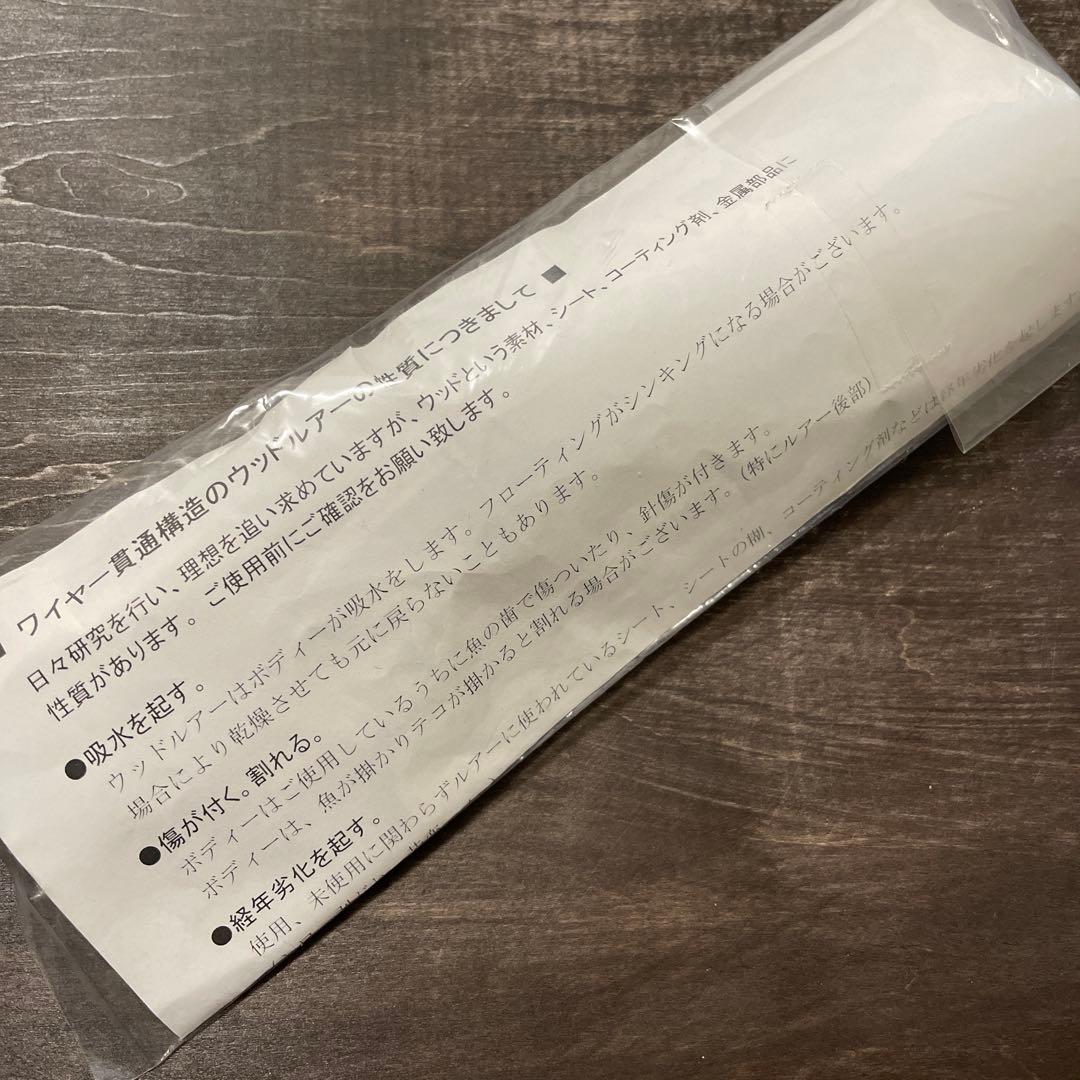 ■ ワイヤー貫通構造のウッドルアーの性質につきまして ■
日々研究を行い、理想を追い求めていますが、ウッドという素材、シート、コーティング剤、金属部品に
性質があります。ご使用前にご確認をお願い致します。
●吸水を起す。
ウッドルアーはボディーが吸水をします。フローティングがシンキングになる場合がございます。
場合により乾燥させても元に戻らないこともあります。
●傷が付く。割れる。
ボディーはご使用しているうちに魚の歯で傷ついたり、針傷が付きます。
ボディーは、魚が掛かりテコが掛かると割れる場合がございます。(特にルアー後部)
●経年劣化を起す。
使用、未使用に関わらずルアーに使われているシート、シートの糊、コーティング剤などは経年劣化を起します